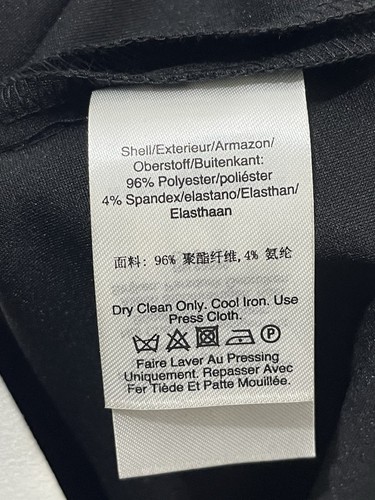 Shell/Exterieur/Armazon/
Oberstoff/Buitenkant:
96% Polyester/poliéster
4% Spandex/elastano/Elasthan/
Elasthaan
面料: 96% 聚酯纤维,4% 氨纶
Dry Clean Only. Cool Iron. Use
Press Cloth.
P
Faire Laver Au Pressing
Uniquement. Repasser Avec
Fer Tiède Et Patte Mouillée.